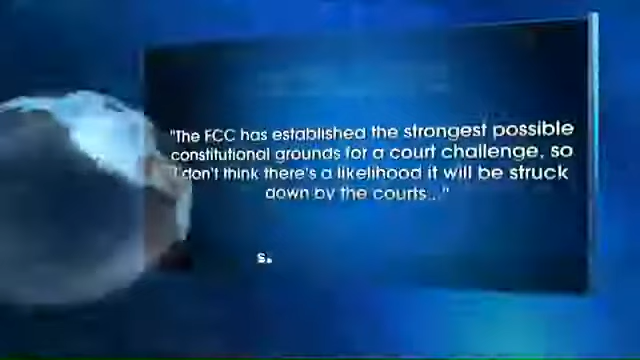 "The FCC has established the strongest possible
constitutional grounds for a court challenge, so
I don't think there's a likelihood it will be struck
down by the courts..."
s.